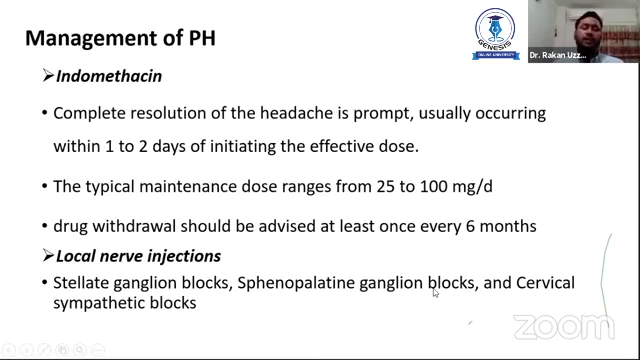 Management of PH
GENESIS
ONLINE UNIVERSITY
Dr. Rakan Uzz...
➢Indomethacin
• Complete resolution of the headache is prompt, usually occurring
within 1 to 2 days of initiating the effective dose.
• The typical maintenance dose ranges from 25 to 100 mg/d
• drug withdrawal should be advised at least once every 6 months
➢Local nerve injections
• Stellate ganglion blocks, Sphenopalatine ganglion blocks, and Cervical
sympathetic blocks
zoom